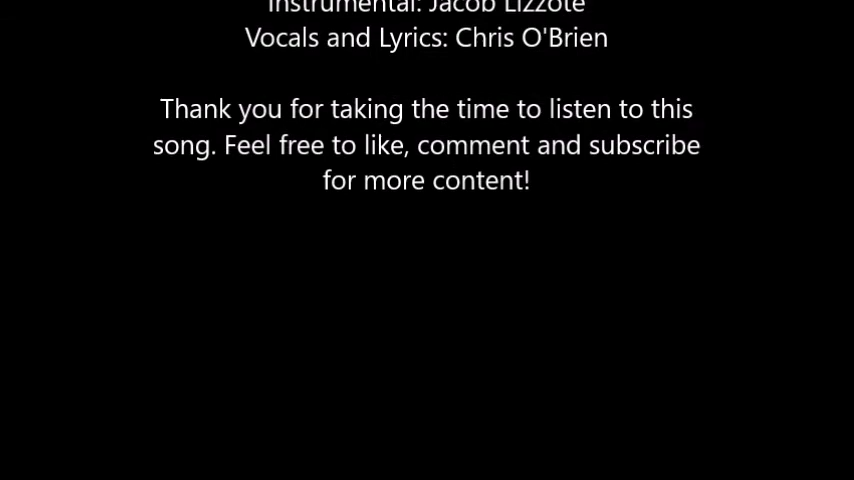 Instrumental: Jacob Lizzote
Vocals and Lyrics: Chris O'Brien
Thank you for taking the time to listen to this
song. Feel free to like, comment and subscribe
for more content!